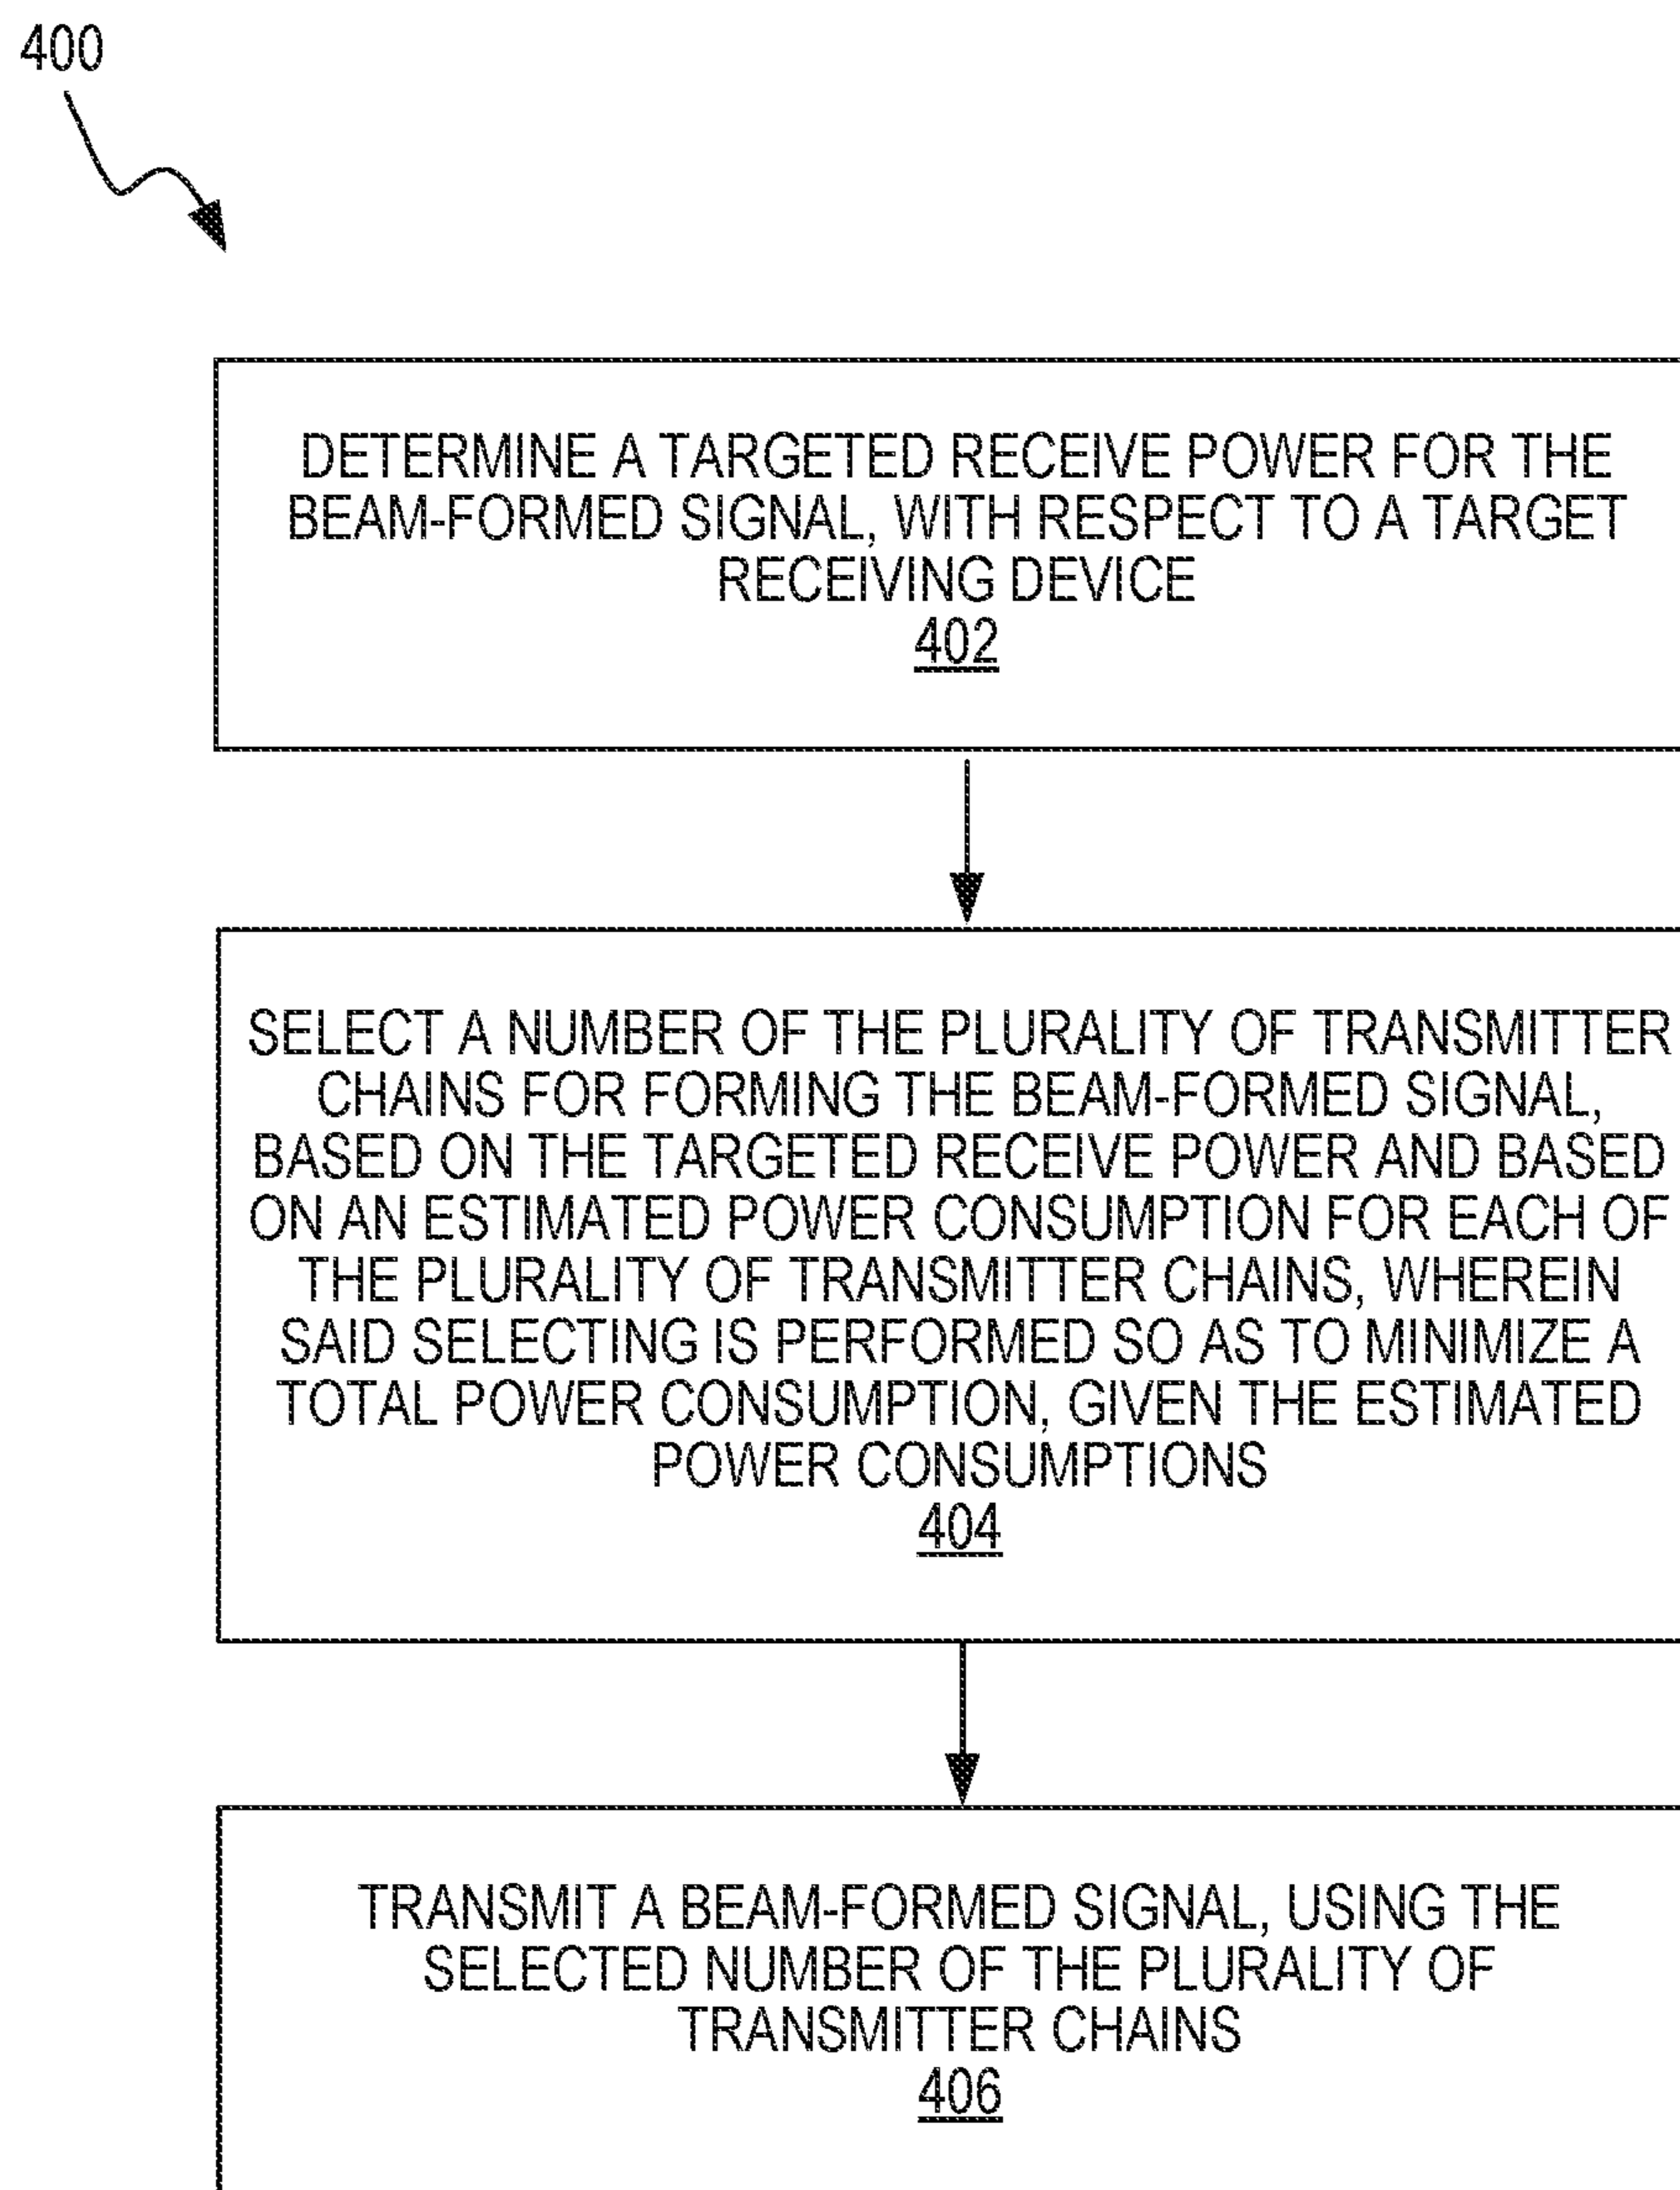 400
DETERMINE A TARGETED RECEIVE POWER FOR THE
BEAM-FORMED SIGNAL, WITH RESPECT TO A TARGET
RECEIVING DEVICE
402
SELECT A NUMBER OF THE PLURALITY OF TRANSMITTER
CHAINS FOR FORMING THE BEAM-FORMED SIGNAL,
BASED ON THE TARGETED RECEIVE POWER AND BASED
ON AN ESTIMATED POWER CONSUMPTION FOR EACH OF
THE PLURALITY OF TRANSMITTER CHAINS, WHEREIN
SAID SELECTING IS PERFORMED SO AS TO MINIMIZE A
TOTAL POWER CONSUMPTION, GIVEN THE ESTIMATED
POWER CONSUMPTIONS
404
TRANSMIT A BEAM-FORMED SIGNAL, USING THE
SELECTED NUMBER OF THE PLURALITY OF
TRANSMITTER CHAINS
406